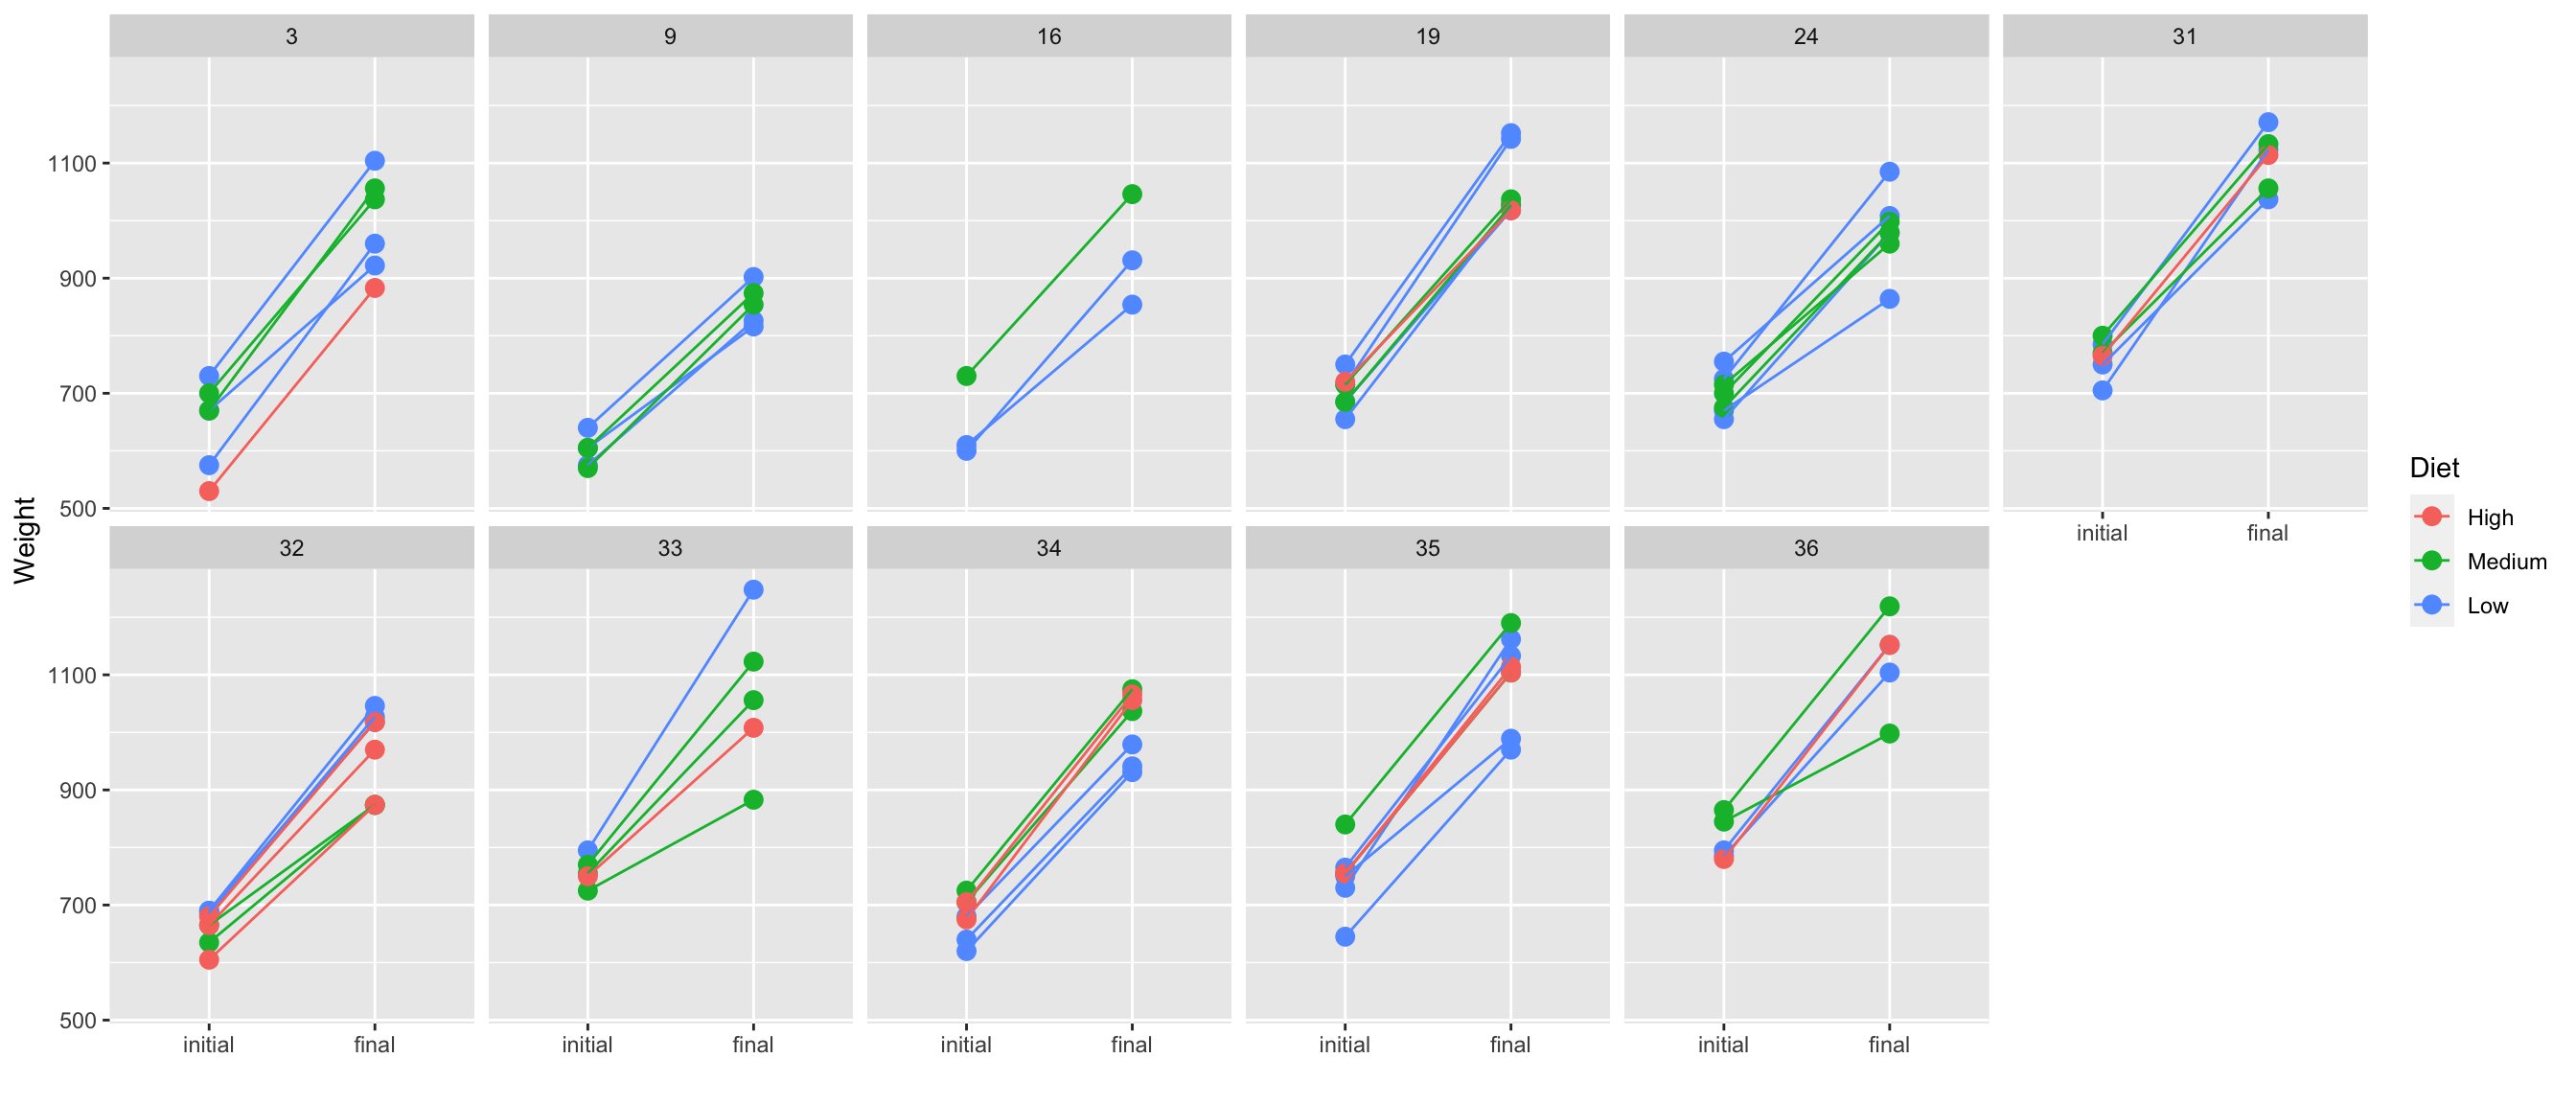 3 9 16 19 24 31
1100
900
700
500
initial final
Weight
32 33 34 35 36
1100
900
700
500
initial final initial final initial final initial final initial final
Diet
High
Medium
Low